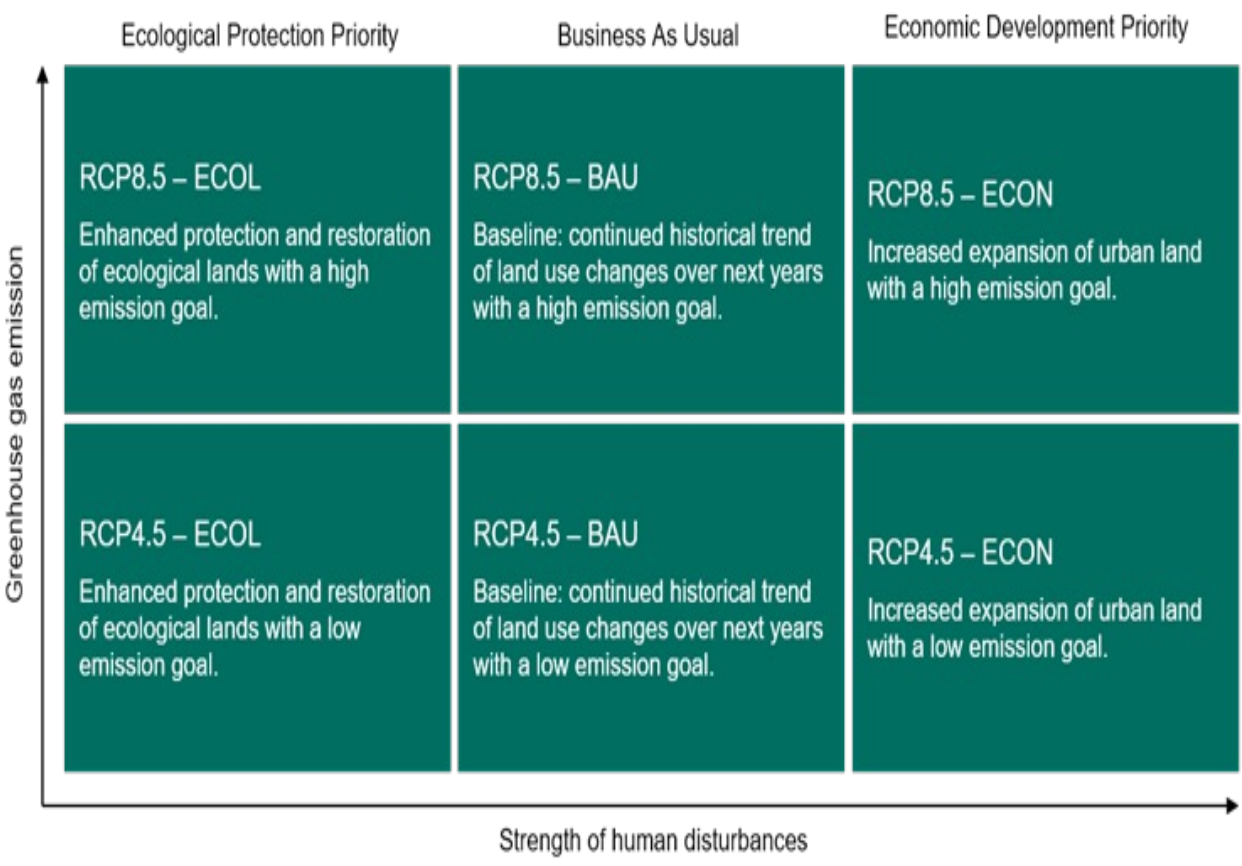 Ecological Protection Priority
Business As Usual
Economic Development Priority
Greenhouse gas emission
RCP8.5 – ECOL
Enhanced protection and restoration
of ecological lands with a high
emission goal.
RCP8.5 – BAU
Baseline: continued historical trend
of land use changes over next years
with a high emission goal.
RCP8.5 – ECON
Increased expansion of urban land
with a high emission goal.
RCP4.5 – ECOL
Enhanced protection and restoration
of ecological lands with a low
emission goal.
RCP4.5 – BAU
Baseline: continued historical trend
of land use changes over next years
with a low emission goal.
RCP4.5 – ECON
Increased expansion of urban land
with a low emission goal.
Strength of human disturbances